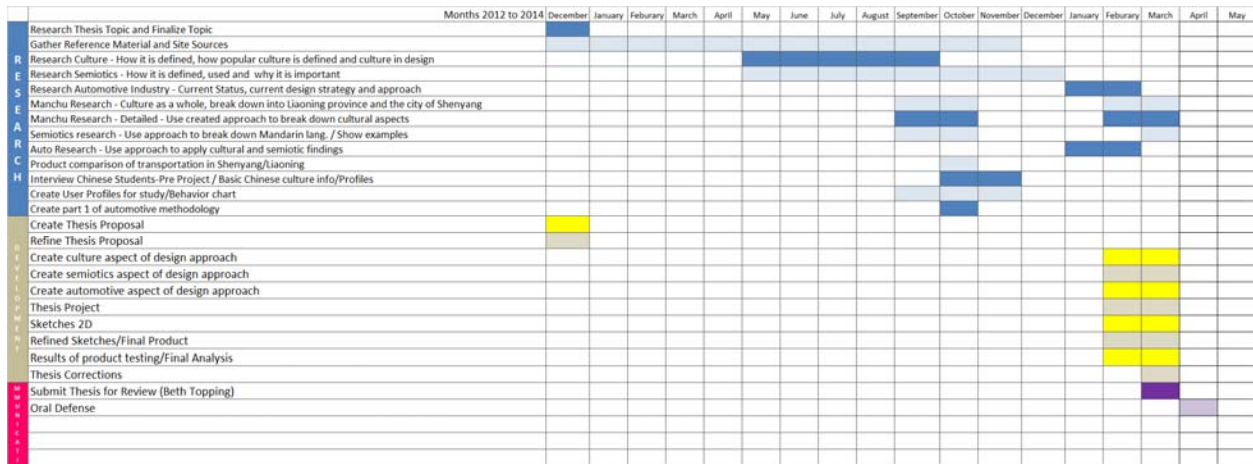 Months 2012 to 2014 December January Feburary March April May June July August September October November December January Feburary March April May
RESEARCH
Research Thesis Topic and Finalize Topic
Gather Reference Material and Site Sources
Research Culture - How it is defined, how popular culture is defined and culture in design
Research Semiotics - How it is defined, used and why it is important
Research Automotive Industry - Current Status, current design strategy and approach
Manchu Research - Culture as a whole, break down into Liaoning province and the city of Shenyang
Manchu Research - Detailed - Use created approach to break down cultural aspects
Semiotics research - Use approach to break down Mandarin lang. / Show examples
Auto Research - Use approach to apply cultural and semiotic findings
Product comparison of transportation in Shenyang/Liaoning
Interview Chinese Students-Pre Project / Basic Chinese culture info/Profiles
Create User Profiles for study/Behavior chart
Create part 1 of automotive methodology
DEVELOPMENT
Create Thesis Proposal
Refine Thesis Proposal
Create culture aspect of design approach
Create semiotics aspect of design approach
Create automotive aspect of design approach
Thesis Project
Sketches 2D
Refined Sketches/Final Product
Results of product testing/Final Analysis
Thesis Corrections
MMUNICATI
Submit Thesis for Review (Beth Topping)
Oral Defense